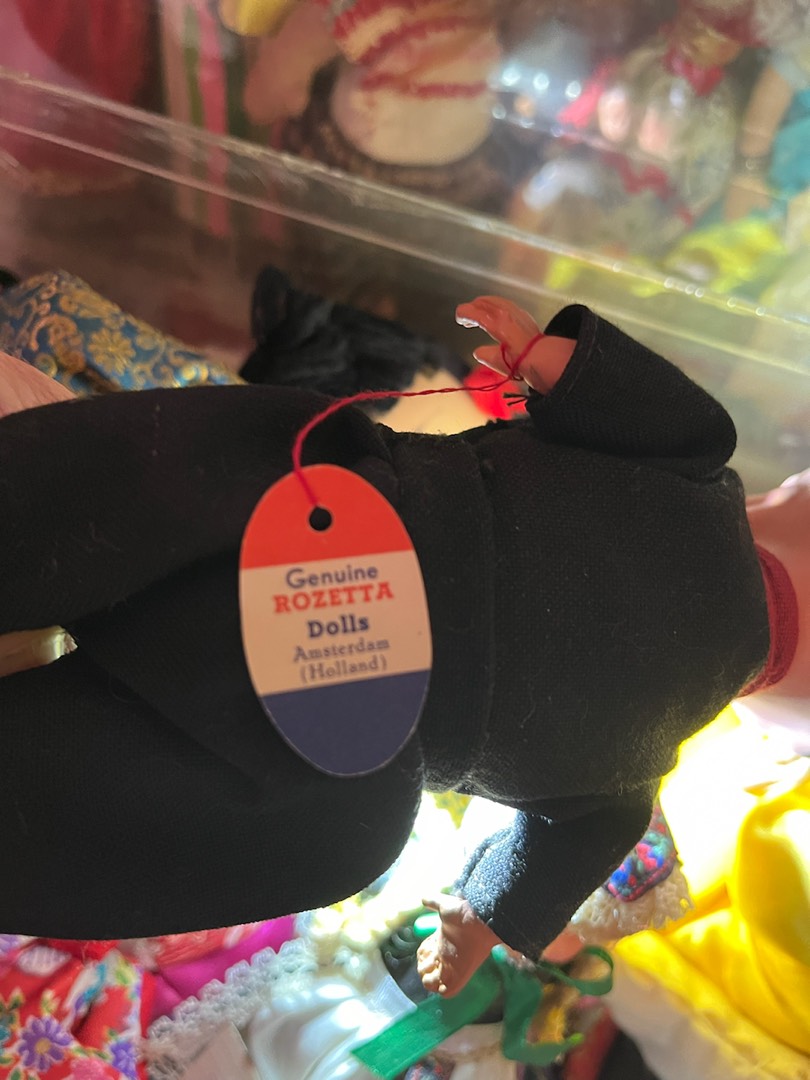 Genuine
ROZETTA
Dolls
Amsterdam
(Holland)